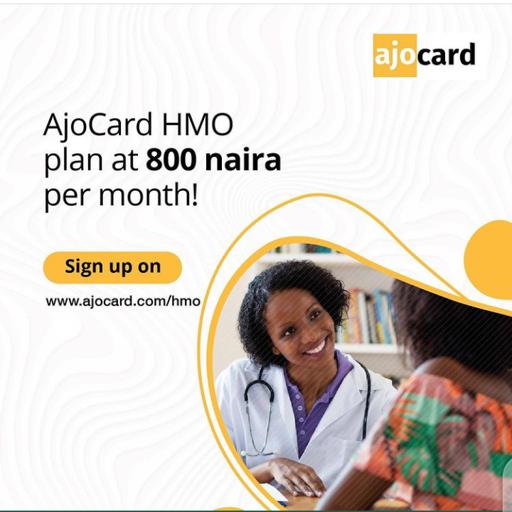 ajocard
AjoCard HMO
plan at 800 naira
per month!
Sign up on
www.ajocard.com/hmo